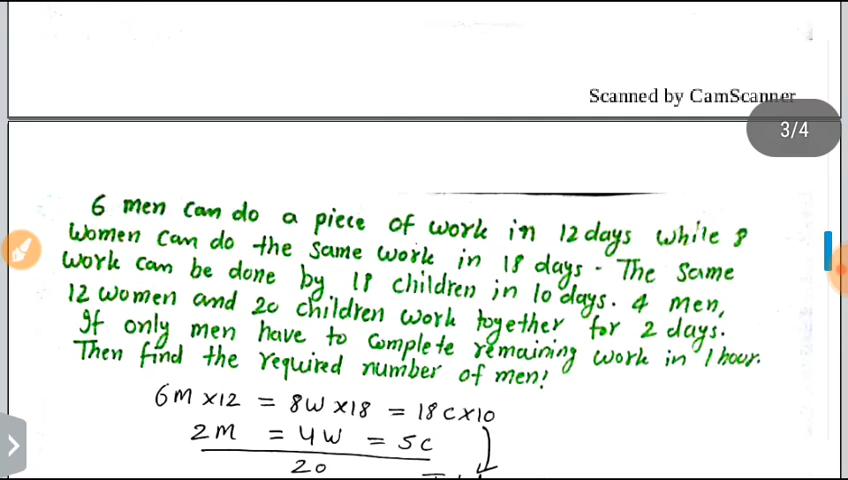 Scanned by CamScanner
3/4
6 men can do a piece of work in 12 days while 8
women can do the same work in 18 days. The same
work can be done by 18 children in 10 days. 4 men,
12 women and 20 children work together for 2 days.
If only men have to complete remaining work in 1 hour.
Then find the required number of men?
6M ×12 = 8W ×18 = 18C×10
2M = 4W = 5C
20